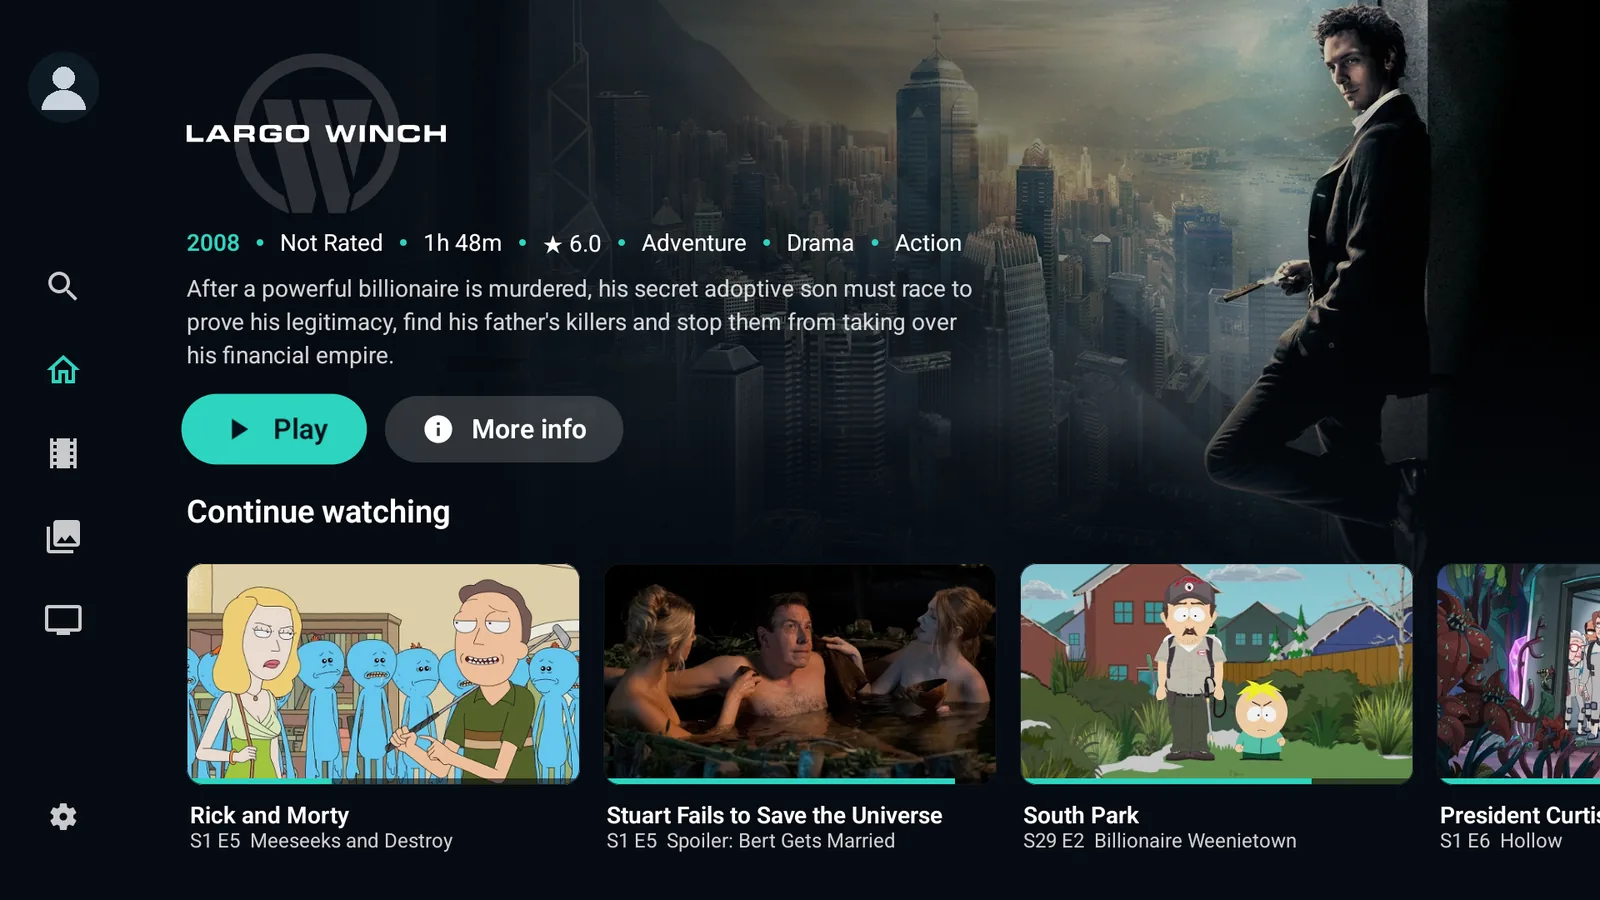 LARGO WINCH
2008 • Not Rated • 1h 48m • ★ 6.0 • Adventure • Drama • Action
After a powerful billionaire is murdered, his secret adoptive son must race to
prove his legitimacy, find his father's killers and stop them from taking over
his financial empire.
Play
More info
Continue watching
Rick and Morty
S1 E5 Meeseeks and Destroy
Stuart Fails to Save the Universe
S1 E5 Spoiler: Bert Gets Married
South Park
S29 E2 Billionaire Weenietown
President Curtis
S1 E6 Hollow